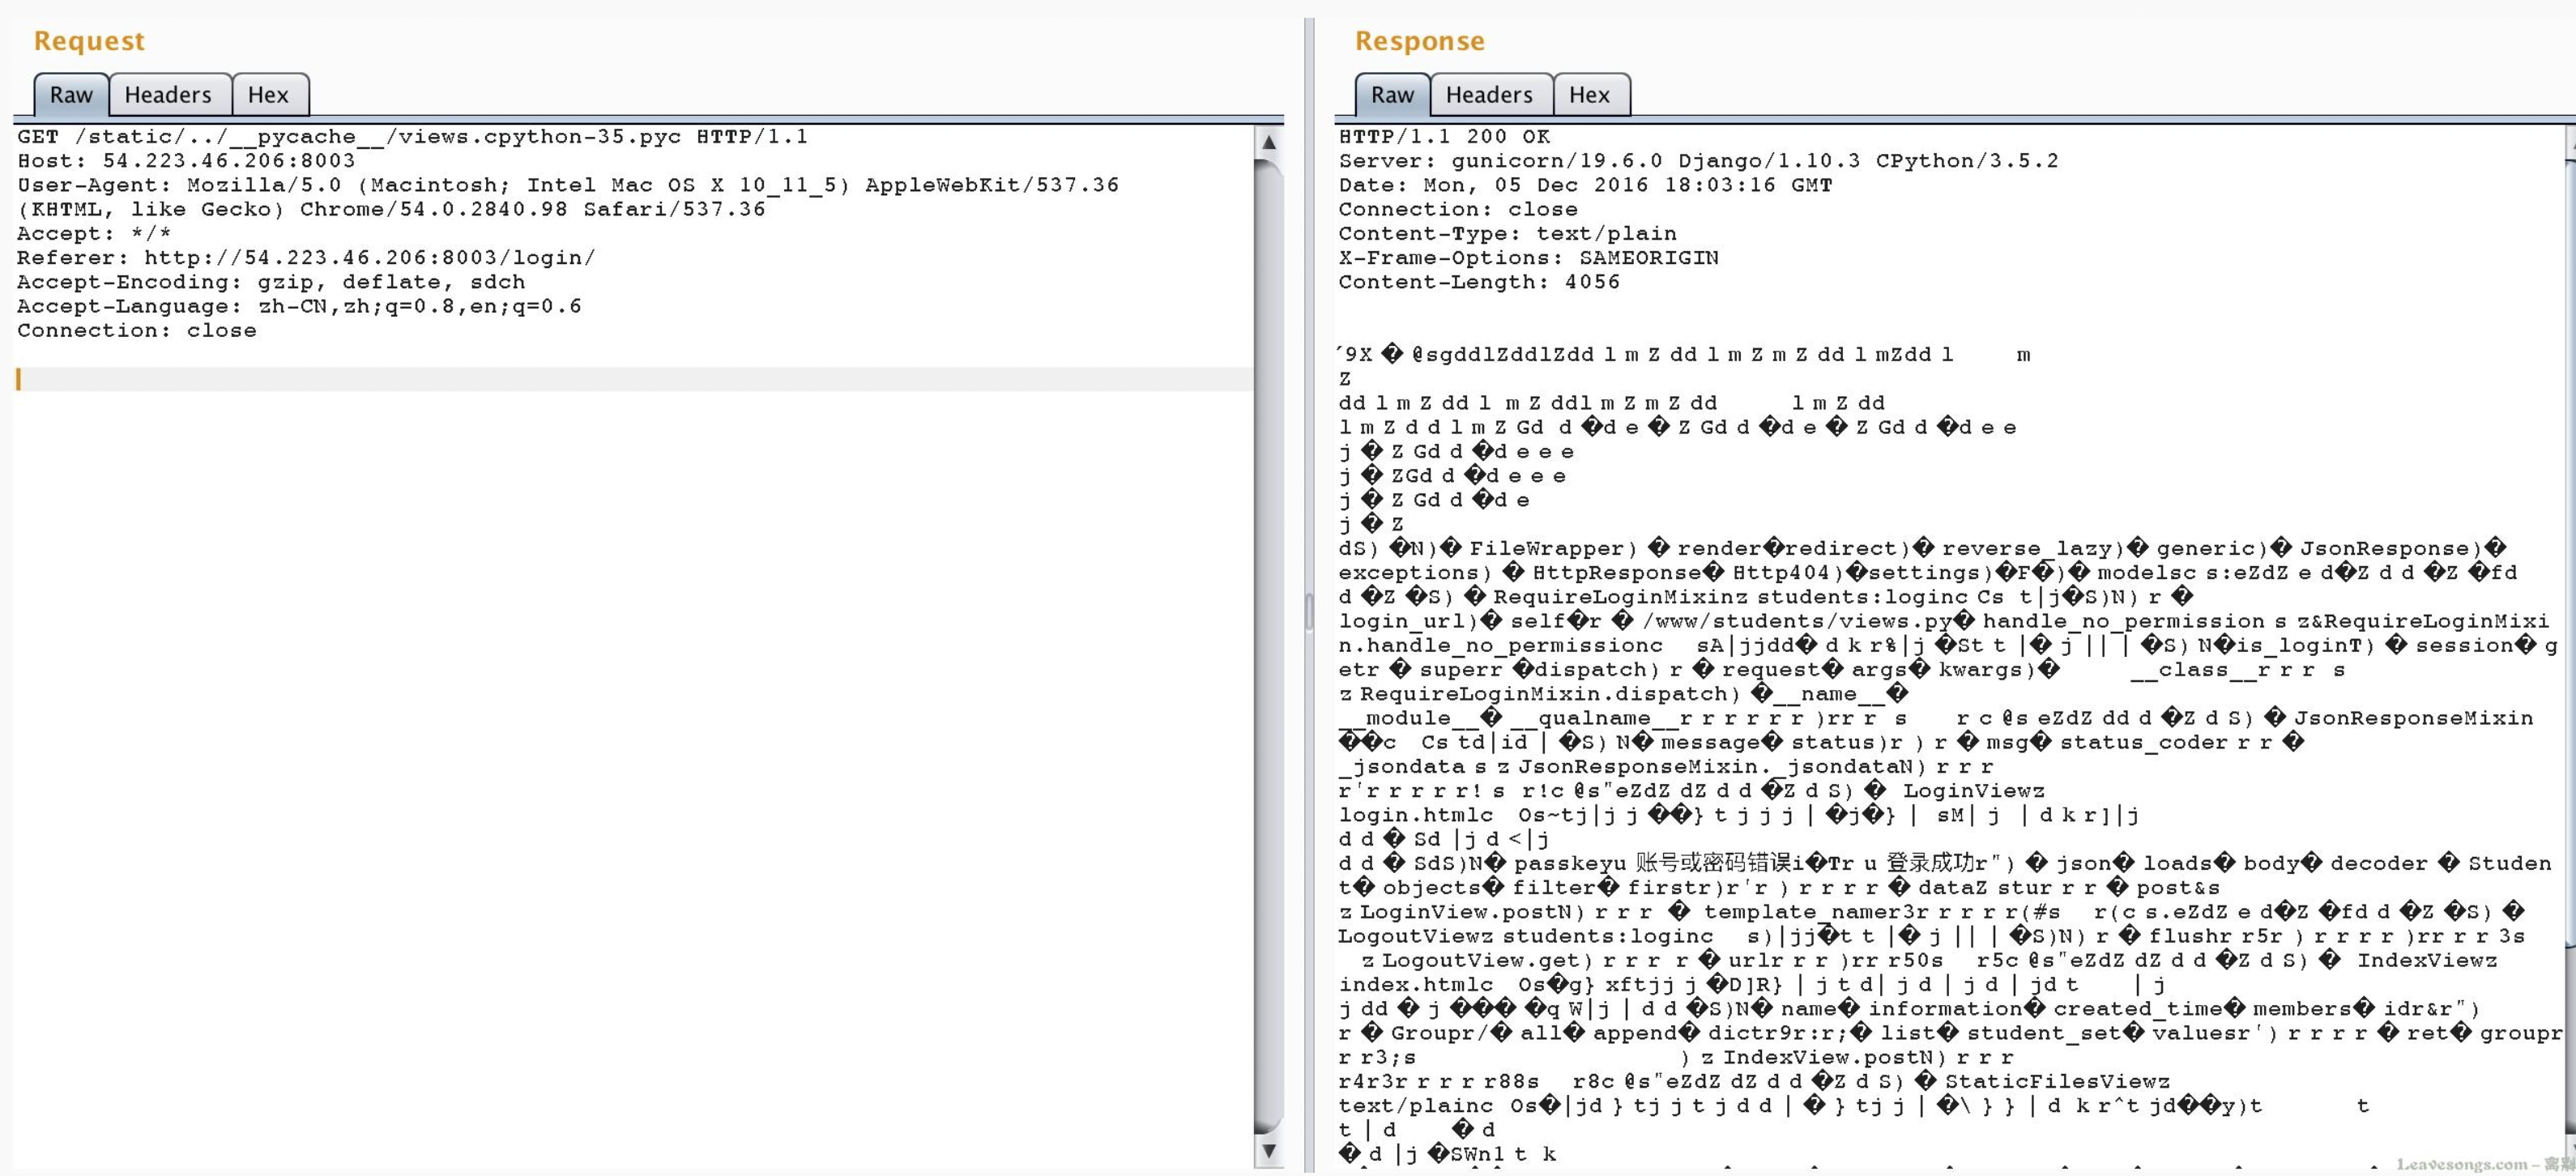 Request
Raw Headers Hex
GET /static/../__pycache__/views.cpython-35.pyc HTTP/1.1
Host: 54.223.46.206:8003
User-Agent: Mozilla/5.0 (Macintosh; Intel Mac OS X 10_11_5) AppleWebKit/537.36
(KHTML, like Gecko) Chrome/54.0.2840.98 Safari/537.36
Accept: */*
Referer: http://54.223.46.206:8003/login/
Accept-Encoding: gzip, deflate, sdch
Accept-Language: zh-CN,zh;q=0.8,en;q=0.6
Connection: close
Response
Raw Headers Hex
HTTP/1.1 200 OK
Server: gunicorn/19.6.0 Django/1.10.3 CPython/3.5.2
Date: Mon, 05 Dec 2016 18:03:16 GMT
Connection: close
Content-Type: text/plain
X-Frame-Options: SAMEORIGIN
Content-Length: 4056
´9X � @sgddlZddlZdd l m Z dd l m Z m Z dd l mZdd l m
Z
dd l m Z dd l m Z ddl m Z m Z dd l m Z dd
l m Z d d l m Z Gd d �d e � Z Gd d �d e � Z Gd d �d e e
j � Z Gd d �d e e e
j � ZGd d �d e e e
j � Z Gd d �d e
j � Z
dS) �N)� FileWrapper) � render�redirect)� reverse_lazy)� generic)� JsonResponse)�
exceptions) � HttpResponse� Http404)�settings)�F�)� modelsc s:eZdZ e d�Z d d �Z �fd
d �Z �S) � RequireLoginMixinz students:loginc Cs t|j�S)N) r �
login_url)� self�r � /www/students/views.py� handle_no_permission s z&RequireLoginMixi
n.handle_no_permissionc sA|jjdd� d k r%|j �St t |� j || | �S) N�is_loginT) � session� g
etr � superr �dispatch) r � request� args� kwargs)� __class__r r r s
z RequireLoginMixin.dispatch) �__name__�
__module__� __qualname__r r r r r r )rr r s r c @s eZdZ dd d �Z d S) � JsonResponseMixin
��c Cs td|id | �S) N� message� status)r ) r � msg� status_coder r r �
_jsondata s z JsonResponseMixin._jsondataN) r r r
r'r r r r r! s r!c @s"eZdZ dZ d d �Z d S) � LoginViewz
login.htmlc Os~tj|j j ��} t j j j | �j�} | sM| j | d k r]|j
d d � Sd |j d <|j
d d � SdS)N� passkeyu 账号或密码错误i�Tr u 登录成功r") � json� loads� body� decoder � Studen
t� objects� filter� firstr)r'r ) r r r r � dataZ stur r r � post&s
z LoginView.postN) r r r � template_namer3r r r r r(#s r(c s.eZdZ e d�Z �fd d �Z �S) �
LogoutViewz students:loginc s)|jj�t t |� j || | �S)N) r � flushr r5r ) r r r r )rr r r 3s
z LogoutView.get) r r r r � urlr r r )rr r50s r5c @s"eZdZ dZ d d �Z d S) � IndexViewz
index.htmlc Os�g} xftjj j �D]R} | j t d| j d | j d | jd t | j
j dd � j ��� �q W|j | d d �S)N� name� information� created_time� members� idr&r")
r � Groupr/� all� append� dictr9r:r;� list� student_set� valuesr') r r r r � ret� groupr
r r3;s ) z IndexView.postN) r r r
r4r3r r r r r88s r8c @s"eZdZ dZ d d �Z d S) � StaticFilesViewz
text/plainc Os�|jd } tj j t j d d | � } tj j | �\ } } | d k r^t jd��y)t t
t | d � d
� d |j �SWn1 t k
Leavesongs.com –